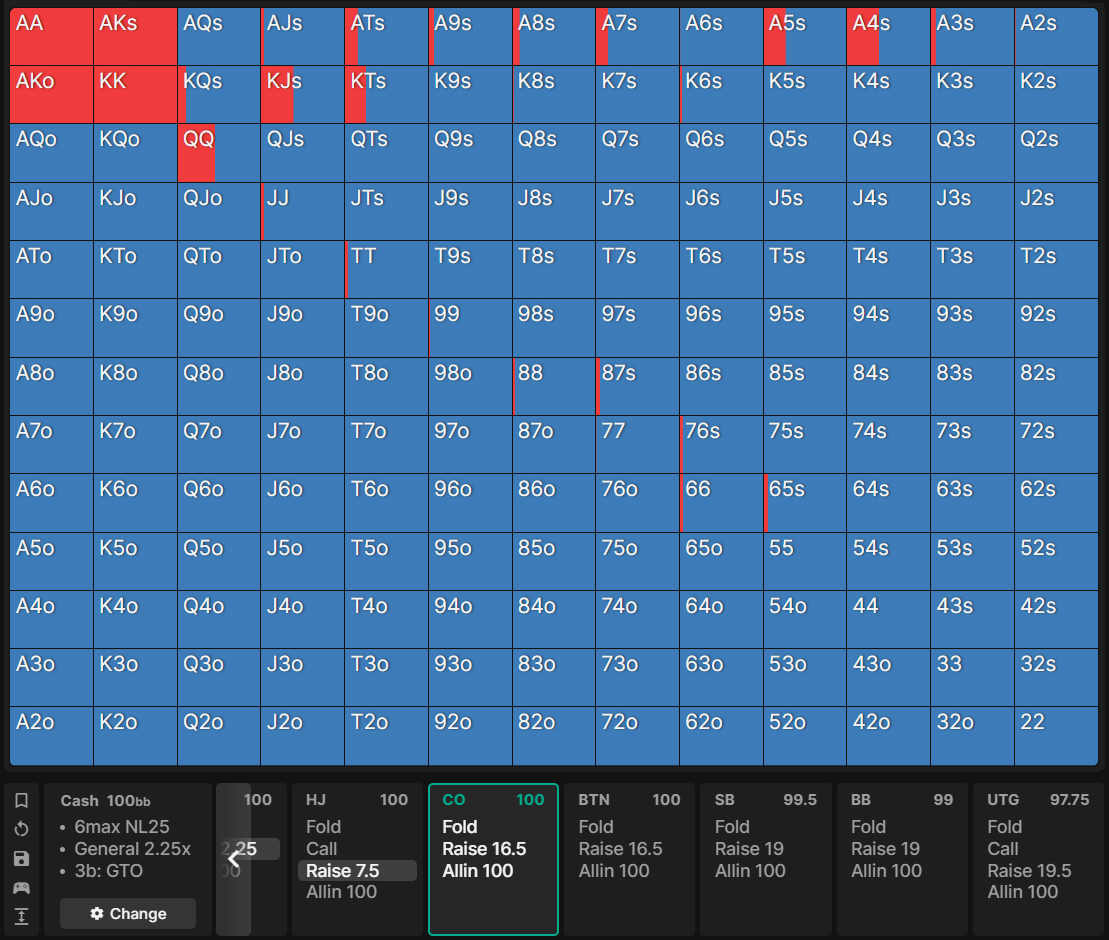 AA AKs AQs AJs ATs A9s A8s A7s A6s A5s A4s A3s A2s
AKo KK KQs KJs KTs K9s K8s K7s K6s K5s K4s K3s K2s
AQo KQo QQ QJs QTs Q9s Q8s Q7s Q6s Q5s Q4s Q3s Q2s
AJo KJo QJo JJ JTs J9s J8s J7s J6s J5s J4s J3s J2s
ATo KTo QTo JTo TT T9s T8s T7s T6s T5s T4s T3s T2s
A9o K9o Q9o J9o T9o 99 98s 97s 96s 95s 94s 93s 92s
A8o K8o Q8o J8o T8o 98o 88 87s 86s 85s 84s 83s 82s
A7o K7o Q7o J7o T7o 97o 87o 77 76s 75s 74s 73s 72s
A6o K6o Q6o J6o T6o 96o 86o 76o 66 65s 64s 63s 62s
A5o K5o Q5o J5o T5o 95o 85o 75o 65o 55 54s 53s 52s
A4o K4o Q4o J4o T4o 94o 84o 74o 64o 54o 44 43s 42s
A3o K3o Q3o J3o T3o 93o 83o 73o 63o 53o 43o 33 32s
A2o K2o Q2o J2o T2o 92o 82o 72o 62o 52o 42o 32o 22
Cash 100bb
• 6max NL25
• General 2.25x
• 3b: GTO
Change
100
2.25
HJ 100
Fold
Call
Raise 7.5
Allin 100
CO 100
Fold
Raise 16.5
Allin 100
BTN 100
Fold
Raise 16.5
Allin 100
SB 99.5
Fold
Raise 19
Allin 100
BB 99
Fold
Raise 19
Allin 100
UTG 97.75
Fold
Call
Raise 19.5
Allin 100